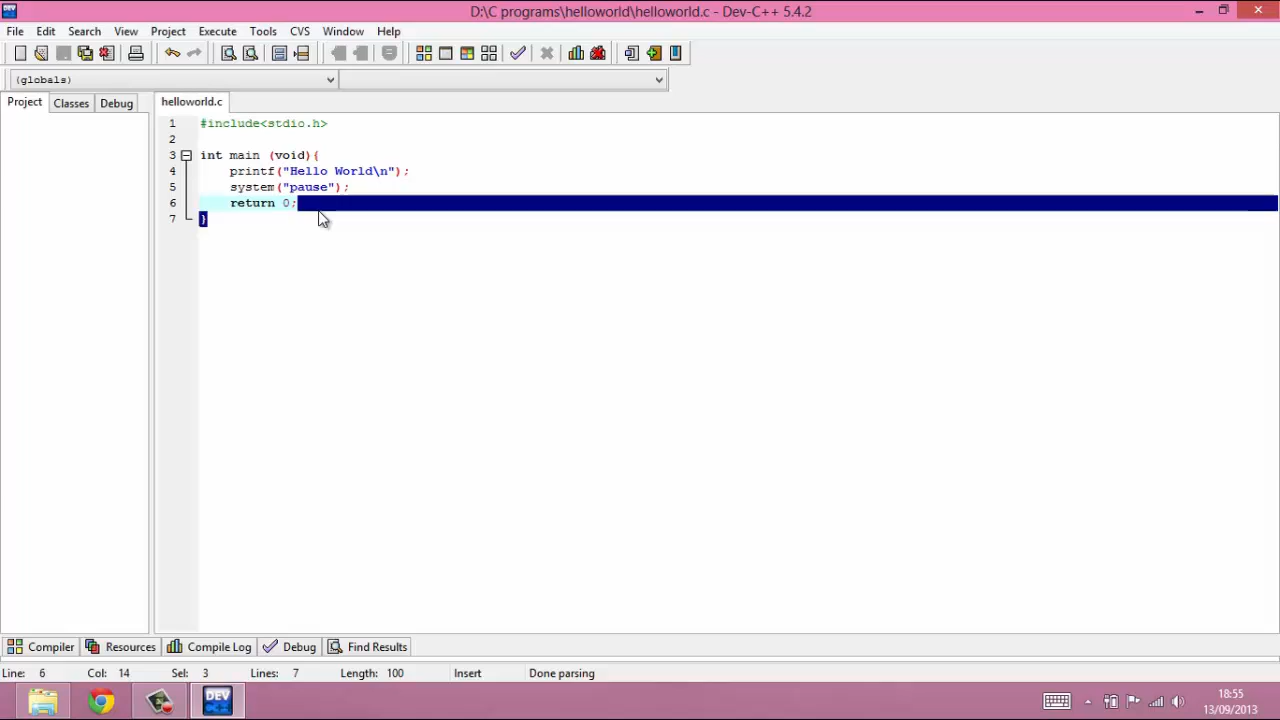 D:\C programs\helloworld\helloworld.c - Dev-C++ 5.4.2
File Edit Search View Project Execute Tools CVS Window Help
(globals)
Project Classes Debug helloworld.c
1 #include<stdio.h>
2
3 int main (void){
4 printf("Hello World\n");
5 system("pause");
6 return 0;
7 }
Compiler Resources Compile Log Debug Find Results
Line: 6 Col: 14 Sel: 3 Lines: 7 Length: 100 Insert Done parsing
DEV
18:55
13/09/2013